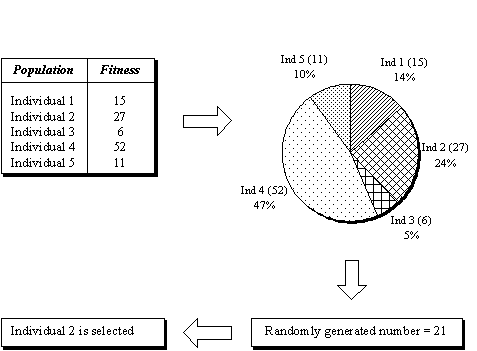 Population Fitness
Individual 1 15
Individual 2 27
Individual 3 6
Individual 4 52
Individual 5 11
Ind 5 (11)
10%
Ind 1 (15)
14%
Ind 2 (27)
24%
Ind 3 (6)
5%
Ind 4 (52)
47%
Randomly generated number = 21
Individual 2 is selected